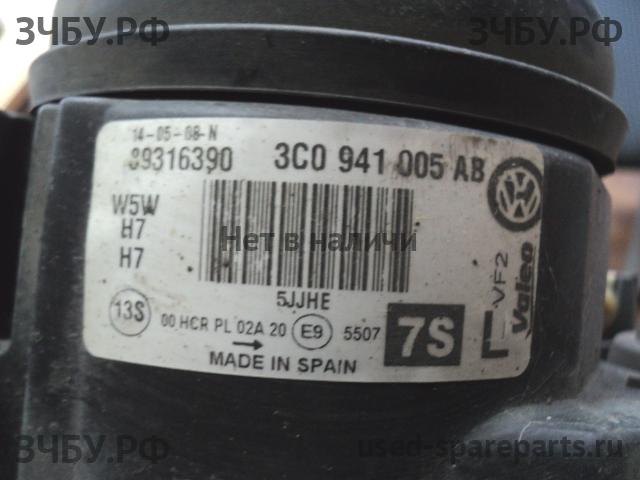 ЗЧБУ.РФ ЗЧБУ.РФ
14-05-08-N
89316390 3C0 941 005 AB
W5W
H7
H7
Нет в наличи
5JJHE
13S 00 HCR PL 02A 20 E9 5507 7S L
VF2
Valeo
MADE IN SPAIN
ЗЧБУ.РФ used-spareparts.ru